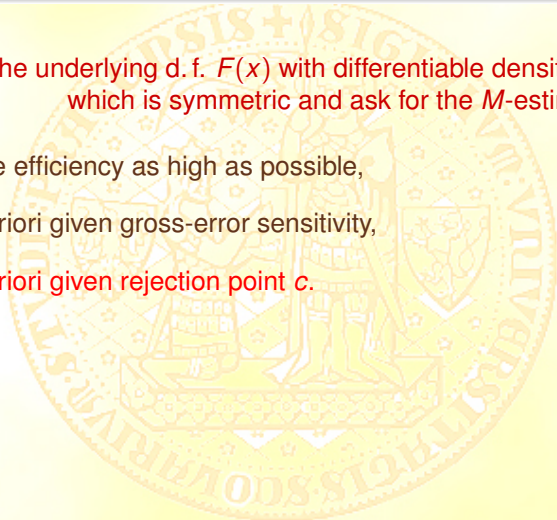 he underlying d. f. F(x) with differentiable densit
which is symmetric and ask for the M-esti
e efficiency as high as possible,
riori given gross-error sensitivity,
riori given rejection point c.